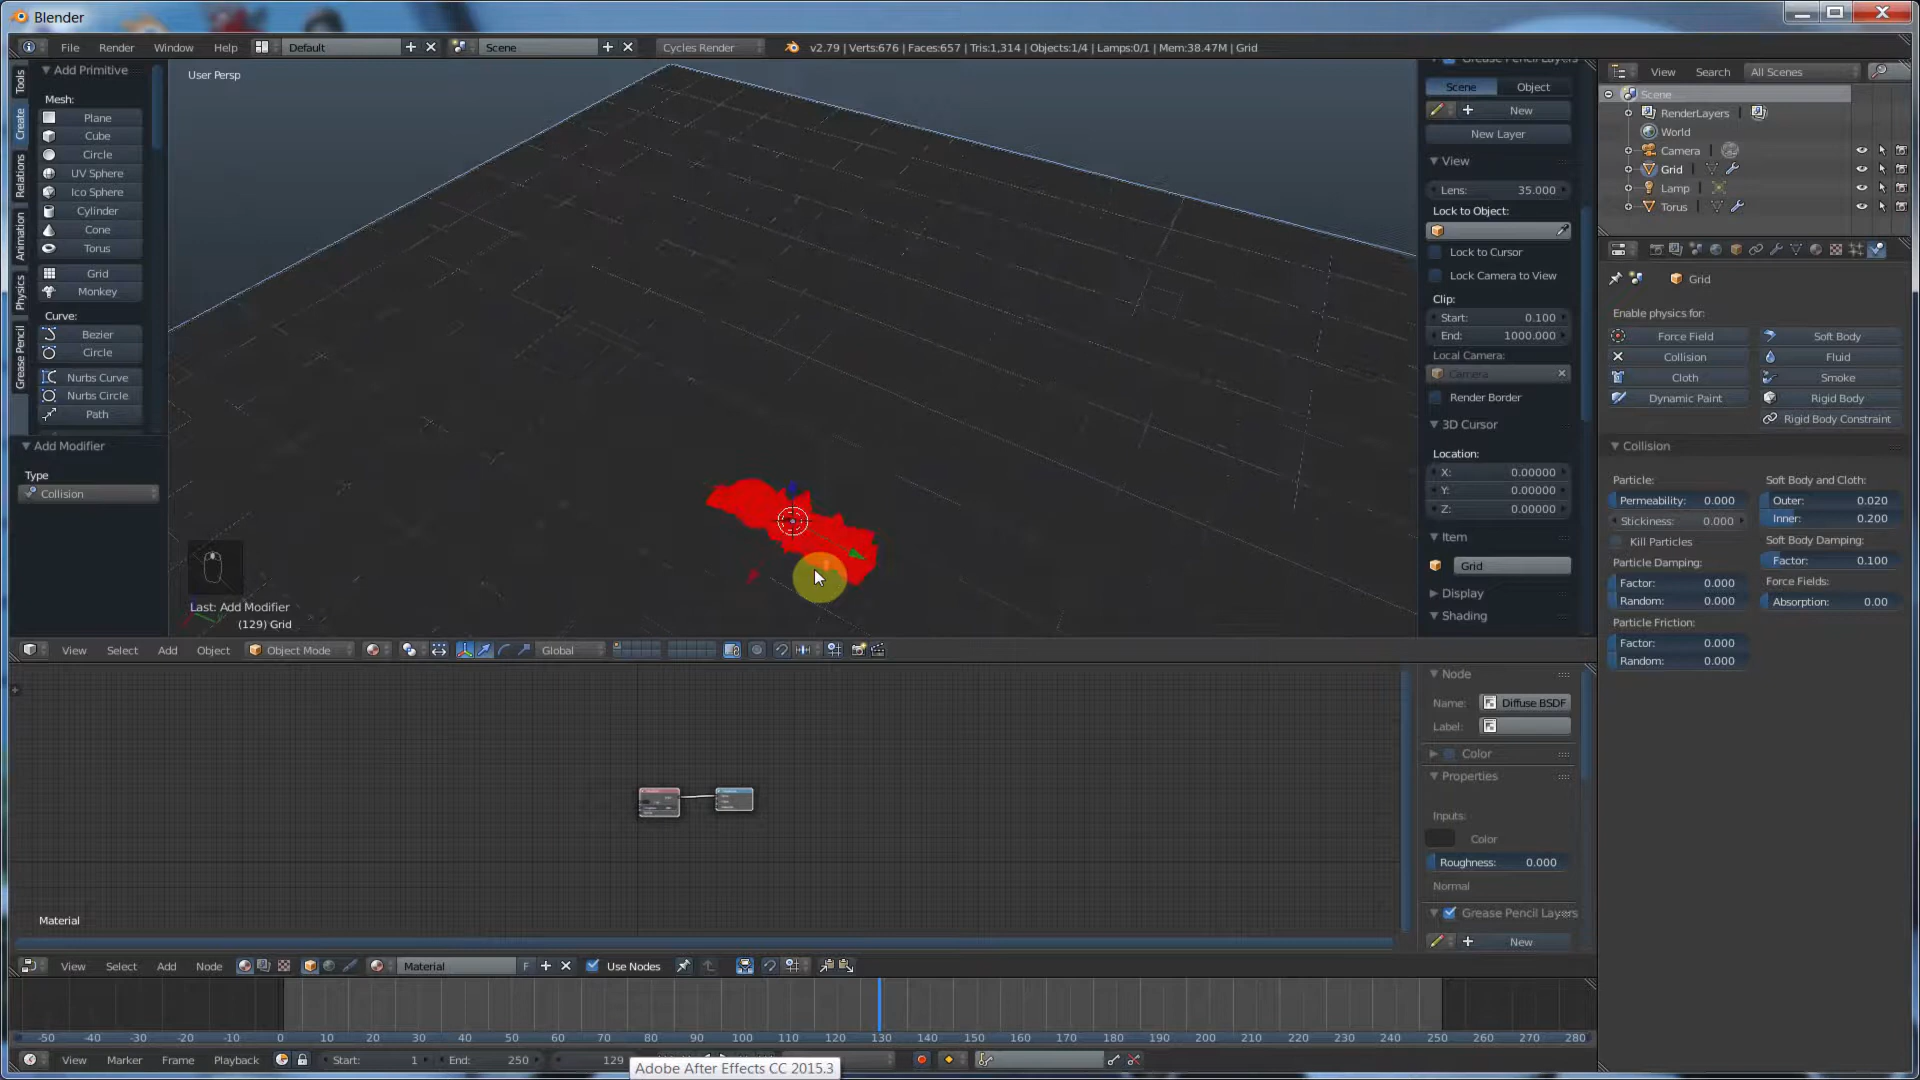 Blender
File
Render
Window
Help
Default
Scene
Cycles Render
v2.79 | Verts:676 | Faces:657 | Tris:1,314 | Objects:1/4 | Lamps:0/1 | Mem:38.47M | Grid
Tools
Create
Relations
Animation
Physics
Grease Pencil
Add Primitive
Mesh:
Plane
Cube
Circle
UV Sphere
Ico Sphere
Cylinder
Cone
Torus
Grid
Monkey
Curve:
Bezier
Circle
Nurbs Curve
Nurbs Circle
Path
Add Modifier
Type
Collision
User Persp
Last: Add Modifier
(129) Grid
View
Select
Add
Object
Object Mode
Global
Grease Pencil Layers
Scene
Object
New
New Layer
View
Lens: 35.000
Lock to Object:
Lock to Cursor
Lock Camera to View
Clip:
Start: 0.100
End: 1000.000
Local Camera:
Camera
Render Border
3D Cursor
Location:
X: 0.00000
Y: 0.00000
Z: 0.00000
Item
Grid
Display
Shading
View
Search
All Scenes
Scene
RenderLayers
World
Camera
Grid
Lamp
Torus
Grid
Enable physics for:
Force Field
Soft Body
Collision
Fluid
Cloth
Smoke
Dynamic Paint
Rigid Body
Rigid Body Constraint
Collision
Particle:
Permeability: 0.000
Stickiness: 0.000
Kill Particles
Particle Damping:
Factor: 0.000
Random: 0.000
Particle Friction:
Factor: 0.000
Random: 0.000
Soft Body and Cloth:
Outer: 0.020
Inner: 0.200
Soft Body Damping:
Factor: 0.100
Force Fields:
Absorption: 0.00
Material
Node
Name: Diffuse BSDF
Label:
Color
Properties
Inputs:
Color
Roughness: 0.000
Normal
Grease Pencil Layers
New
View
Select
Add
Node
Material
F
Use Nodes
-50 -40 -30 -20 -10 0 10 20 30 40 50 60 70 80 90 100 110 120 130 140 150 160 170 180 190 200 210 220 230 240 250 260 270 280
View
Marker
Frame
Playback
Start: 1
End: 250
129
Adobe After Effects CC 2015.3